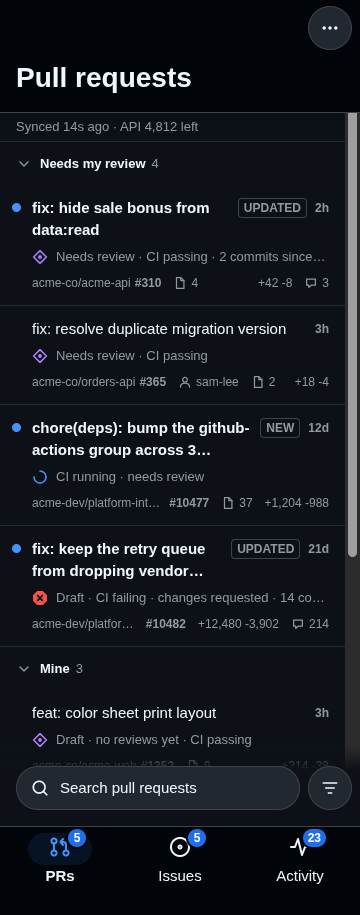 Pull requests
Synced 14s ago · API 4,812 left
Needs my review 4
fix: hide sale bonus from UPDATED 2h
data:read
Needs review · CI passing · 2 commits since…
acme-co/acme-api #310 4 +42 -8 3
fix: resolve duplicate migration version 3h
Needs review · CI passing
acme-co/orders-api #365 sam-lee 2 +18 -4
chore(deps): bump the github- NEW 12d
actions group across 3…
CI running · needs review
acme-dev/platform-int… #10477 37 +1,204 -988
fix: keep the retry queue UPDATED 21d
from dropping vendor…
Draft · CI failing · changes requested · 14 co…
acme-dev/platfor… #10482 +12,480 -3,902 214
Mine 3
feat: color sheet print layout 3h
Draft · no reviews yet · CI passing
acme-co/acme-web #1352
Search pull requests
5 5 23
PRs Issues Activity